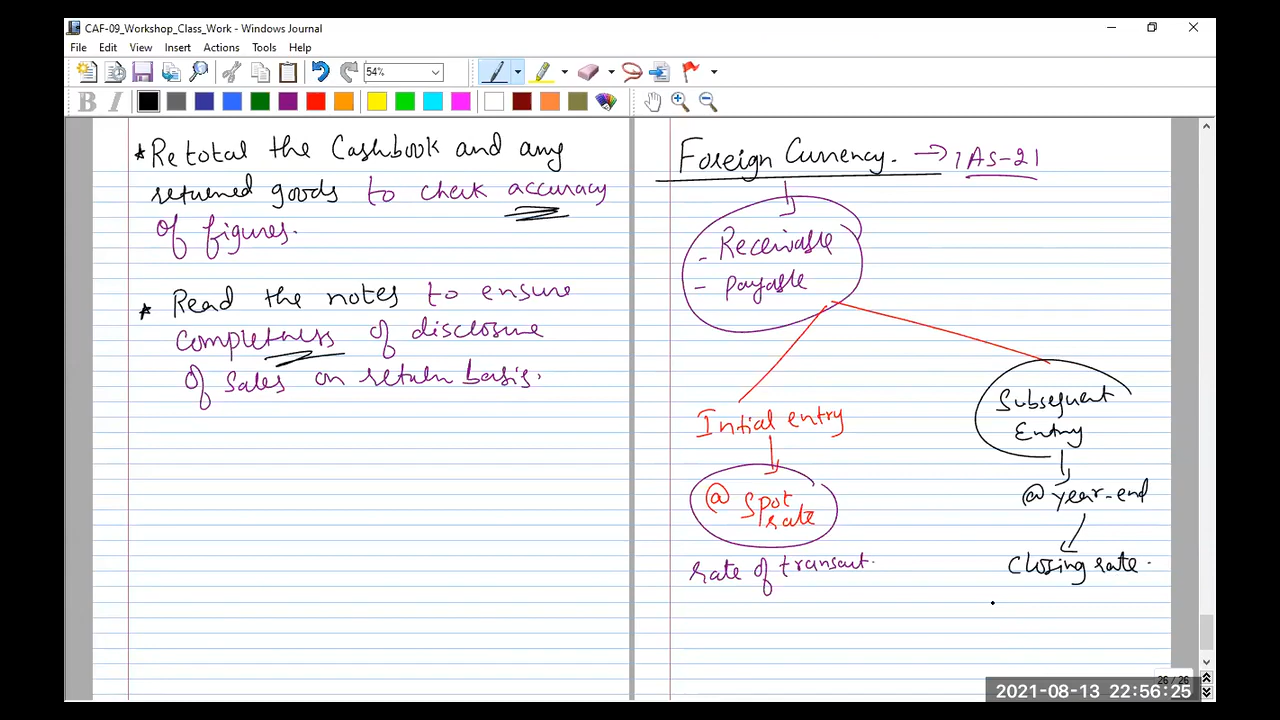 CAF-09_Workshop_Class_Work - Windows Journal
File Edit View Insert Actions Tools Help
54%
B I
* Retotal the Cashbook and any
returned goods to check accuracy
of figures.
* Read the notes to ensure
completness of disclosure
of Sales on return basis.
Foreign Currency. → IAS-21
- Receivable
- Payable
Intial entry
@ Spot
rate
rate of transact.
Subsequent
Entry
@ year-end
Closing rate.
26 / 26
2021-08-13 22:56:25